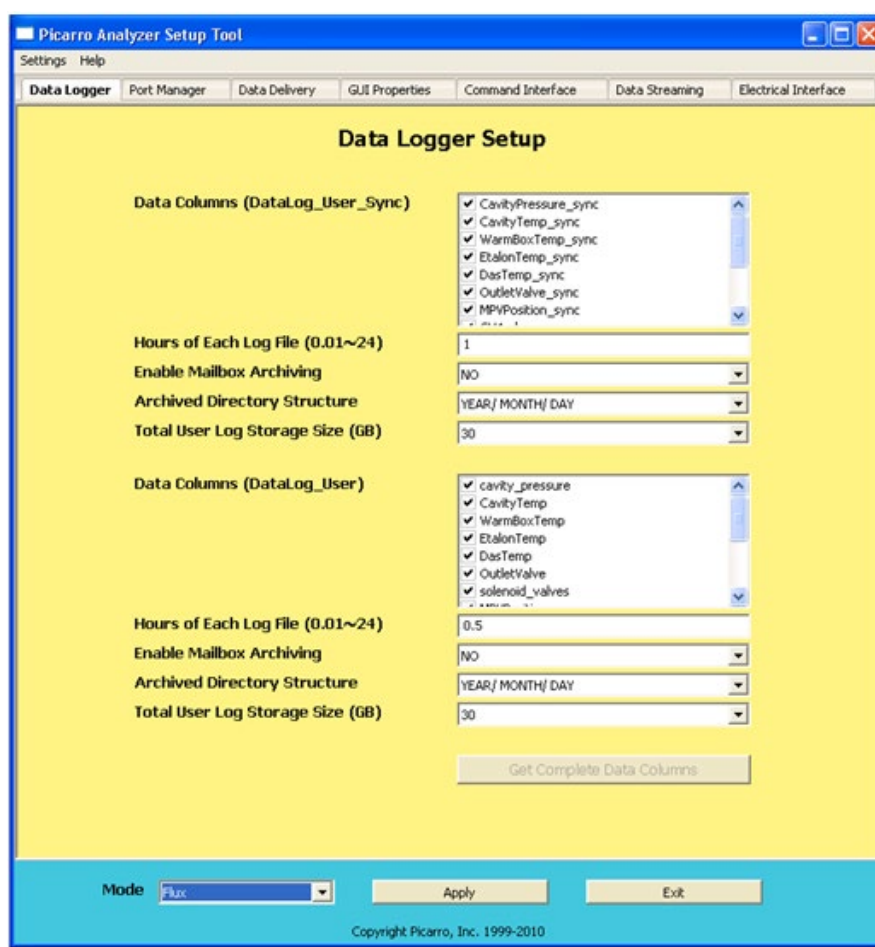 Picarro Analyzer Setup Tool
Settings Help
Data Logger Port Manager Data Delivery GUI Properties Command Interface Data Streaming Electrical Interface
Data Logger Setup
Data Columns (DataLog_User_Sync)
CavityPressure_sync
CavityTemp_sync
WarmBoxTemp_sync
EtalonTemp_sync
DasTemp_sync
OutletValve_sync
MPVPosition_sync
Hours of Each Log File (0.01~24) 1
Enable Mailbox Archiving NO
Archived Directory Structure YEAR/ MONTH/ DAY
Total User Log Storage Size (GB) 30
Data Columns (DataLog_User)
cavity_pressure
CavityTemp
WarmBoxTemp
EtalonTemp
DasTemp
OutletValve
solenoid_valves
Hours of Each Log File (0.01~24) 0.5
Enable Mailbox Archiving NO
Archived Directory Structure YEAR/ MONTH/ DAY
Total User Log Storage Size (GB) 30
Get Complete Data Columns
Mode Flux Apply Exit
Copyright Picarro, Inc. 1999-2010